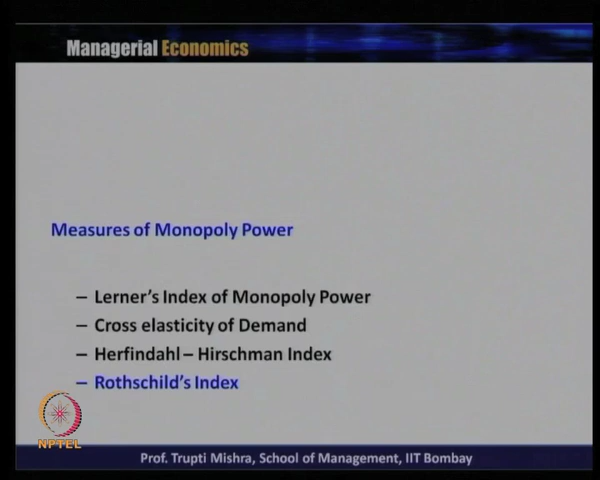 Managerial Economics
Measures of Monopoly Power
– Lerner's Index of Monopoly Power
– Cross elasticity of Demand
– Herfindahl – Hirschman Index
– Rothschild's Index
NPTEL
Prof. Trupti Mishra, School of Management, IIT Bombay